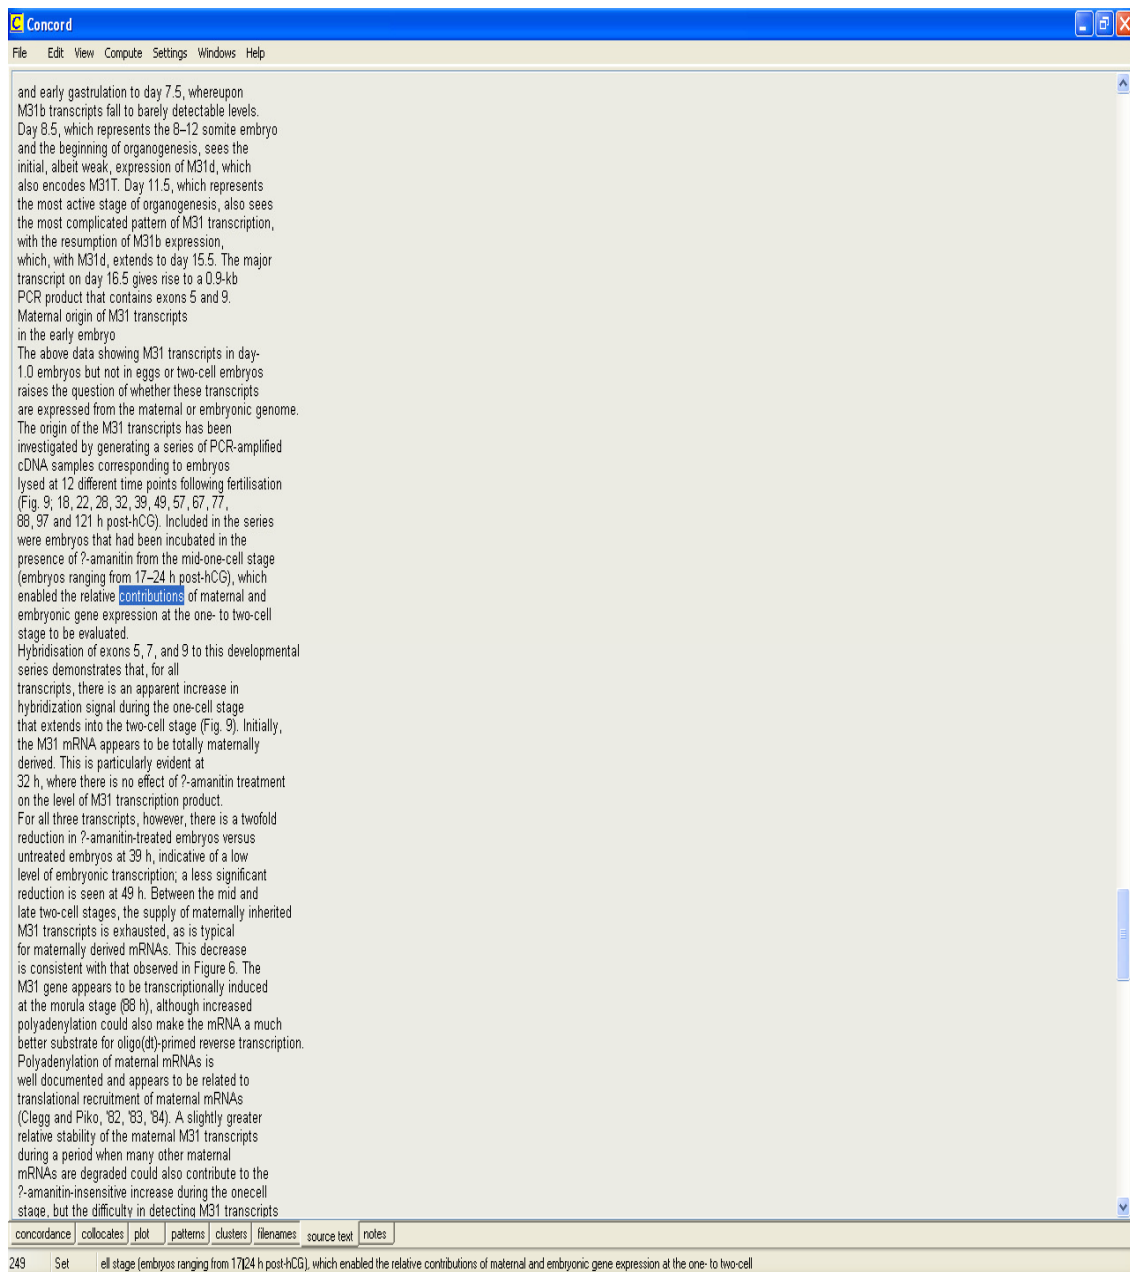 C Concord
File Edit View Compute Settings Windows Help
and early gastrulation to day 7.5, whereupon
M31b transcripts fall to barely detectable levels.
Day 8.5, which represents the 8–12 somite embryo
and the beginning of organogenesis, sees the
initial, albeit weak, expression of M31d, which
also encodes M31T. Day 11.5, which represents
the most active stage of organogenesis, also sees
the most complicated pattern of M31 transcription,
with the resumption of M31b expression,
which, with M31d, extends to day 15.5. The major
transcript on day 16.5 gives rise to a 0.9-kb
PCR product that contains exons 5 and 9.
Maternal origin of M31 transcripts
in the early embryo
The above data showing M31 transcripts in day-
1.0 embryos but not in eggs or two-cell embryos
raises the question of whether these transcripts
are expressed from the maternal or embryonic genome.
The origin of the M31 transcripts has been
investigated by generating a series of PCR-amplified
cDNA samples corresponding to embryos
lysed at 12 different time points following fertilisation
(Fig. 9; 18, 22, 28, 32, 39, 49, 57, 67, 77,
88, 97 and 121 h post-hCG). Included in the series
were embryos that had been incubated in the
presence of ?-amanitin from the mid-one-cell stage
(embryos ranging from 17–24 h post-hCG), which
enabled the relative contributions of maternal and
embryonic gene expression at the one- to two-cell
stage to be evaluated.
Hybridisation of exons 5, 7, and 9 to this developmental
series demonstrates that, for all
transcripts, there is an apparent increase in
hybridization signal during the one-cell stage
that extends into the two-cell stage (Fig. 9). Initially,
the M31 mRNA appears to be totally maternally
derived. This is particularly evident at
32 h, where there is no effect of ?-amanitin treatment
on the level of M31 transcription product.
For all three transcripts, however, there is a twofold
reduction in ?-amanitin-treated embryos versus
untreated embryos at 39 h, indicative of a low
level of embryonic transcription; a less significant
reduction is seen at 49 h. Between the mid and
late two-cell stages, the supply of maternally inherited
M31 transcripts is exhausted, as is typical
for maternally derived mRNAs. This decrease
is consistent with that observed in Figure 6. The
M31 gene appears to be transcriptionally induced
at the morula stage (88 h), although increased
polyadenylation could also make the mRNA a much
better substrate for oligo(dt)-primed reverse transcription.
Polyadenylation of maternal mRNAs is
well documented and appears to be related to
translational recruitment of maternal mRNAs
(Clegg and Piko, '82, '83, '84). A slightly greater
relative stability of the maternal M31 transcripts
during a period when many other maternal
mRNAs are degraded could also contribute to the
?-amanitin-insensitive increase during the onecell
stage, but the difficulty in detecting M31 transcripts
concordance collocates plot patterns clusters filenames source text notes
249 Set ell stage (embryos ranging from 17|24 h post-hCG), which enabled the relative contributions of maternal and embryonic gene expression at the one- to two-cell